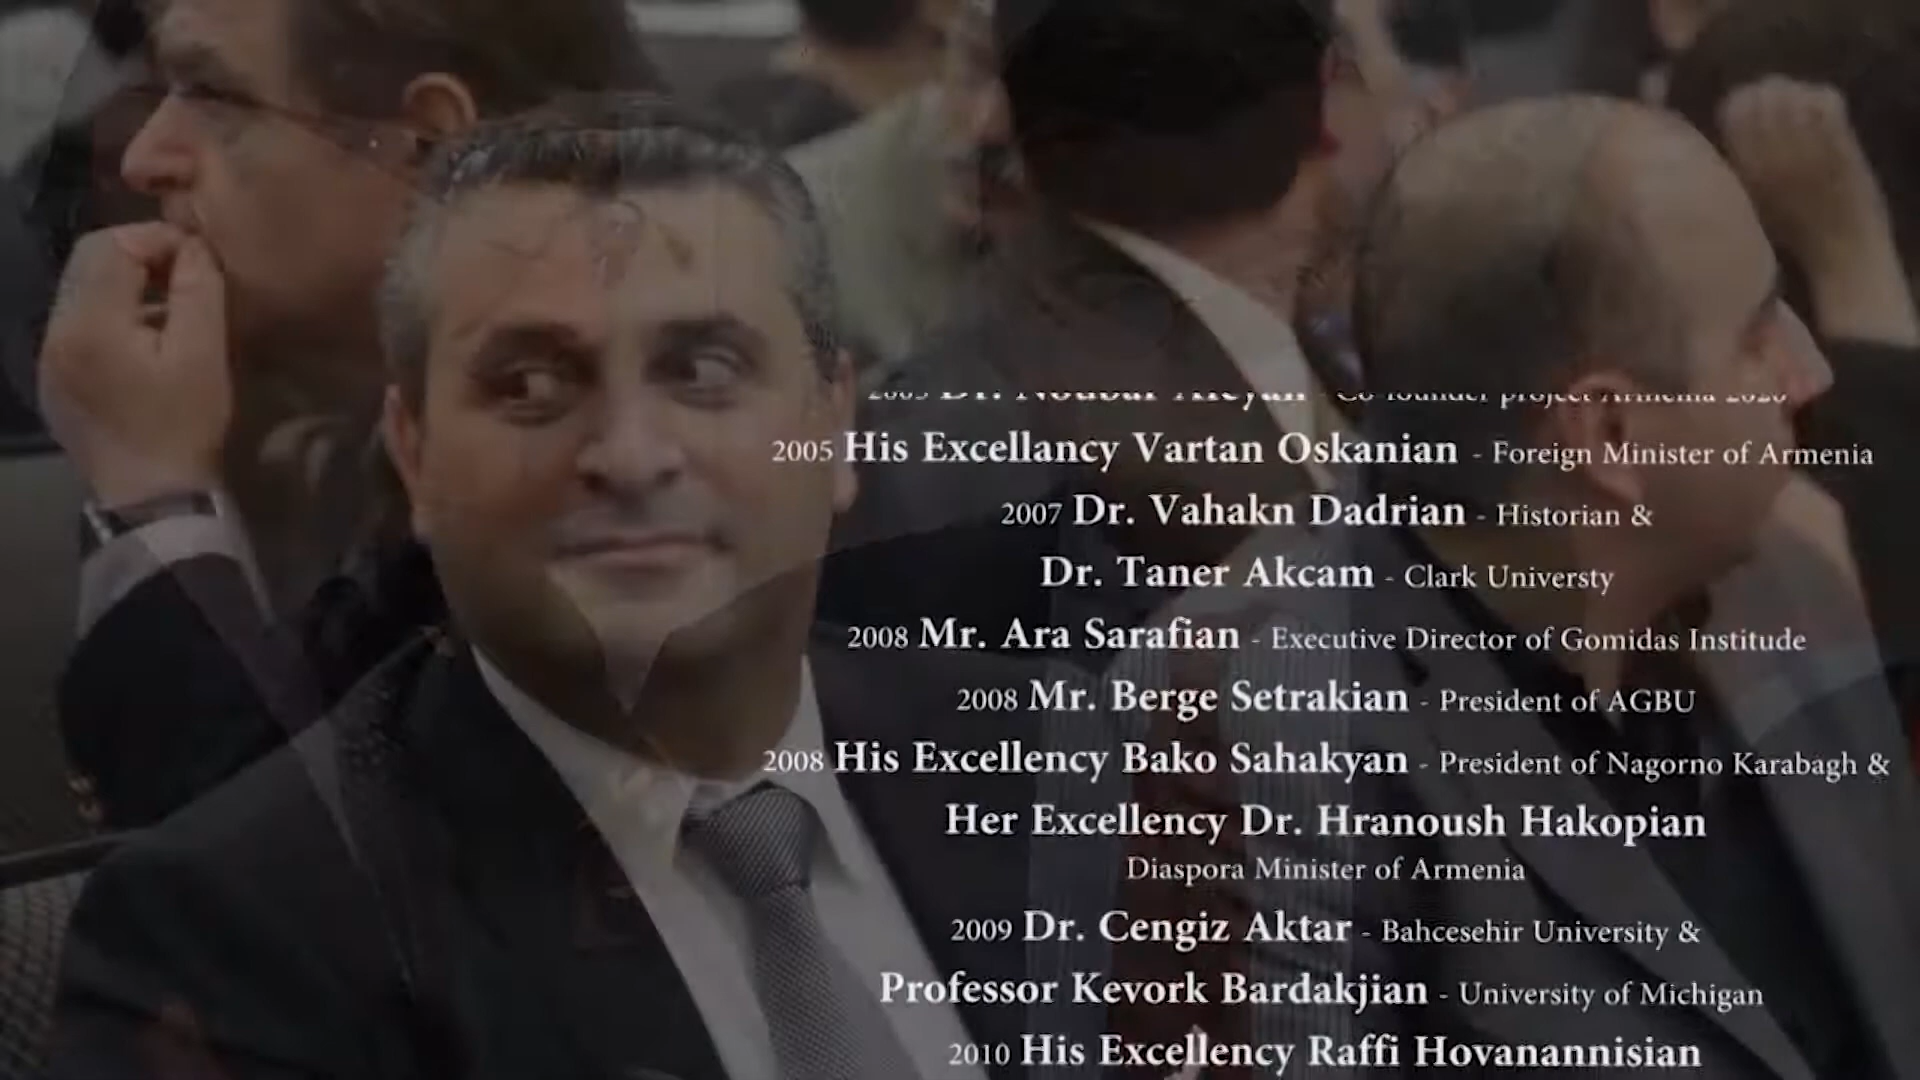 2005 His Excellancy Vartan Oskanian - Foreign Minister of Armenia
2007 Dr. Vahakn Dadrian - Historian &
Dr. Taner Akcam - Clark Universty
2008 Mr. Ara Sarafian - Executive Director of Gomidas Institude
2008 Mr. Berge Setrakian - President of AGBU
2008 His Excellency Bako Sahakyan - President of Nagorno Karabagh &
Her Excellency Dr. Hranoush Hakopian
Diaspora Minister of Armenia
2009 Dr. Cengiz Aktar - Bahcesehir University &
Professor Kevork Bardakjian - University of Michigan
2010 His Excellency Raffi Hovanannisian